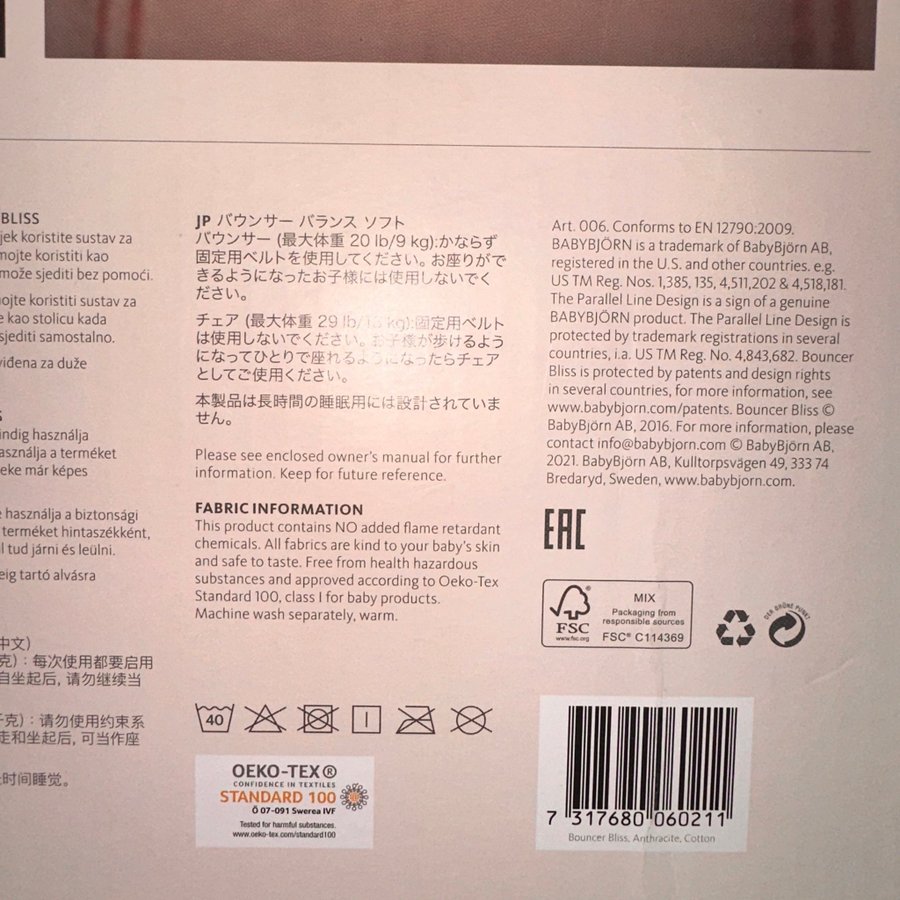 BLISS
jek koristite sustav za
mojte koristiti kao
može sjediti bez pomoći.
nojte koristiti sustav za
e kao stolicu kada
sjediti samostalno.
viđena za duže
S
indig használja
asználja a terméket
eke már képes
e használja a biztonsági
terméket hintaszékként,
l tud járni és leülni.
eig tartó alvásra
中文)
克)：每次使用都要启用
自坐起后, 请勿继续当
千克)：请勿使用约束系
走和坐起后, 可当作座
时间睡觉。
JP バウンサー バランス ソフト
バウンサー (最大体重 20 lb/9 kg):かならず
固定用ベルトを使用してください。お座りがで
きるようになったお子様には使用しないでく
ださい。
チェア (最大体重 29 lb/13 kg):固定用ベルト
は使用しないでください。お子様が歩けるよう
になってひとりで座れるようになったらチェア
としてご使用ください。
本製品は長時間の睡眠用には設計されていま
せん。
Please see enclosed owner's manual for further
information. Keep for future reference.
FABRIC INFORMATION
This product contains NO added flame retardant
chemicals. All fabrics are kind to your baby's skin
and safe to taste. Free from health hazardous
substances and approved according to Oeko-Tex
Standard 100, class I for baby products.
Machine wash separately, warm.
40
OEKO-TEX®
CONFIDENCE IN TEXTILES
STANDARD 100
Ö 07-091 Swerea IVF
Tested for harmful substances.
www.oeko-tex.com/standard100
Art. 006. Conforms to EN 12790:2009.
BABYBJÖRN is a trademark of BabyBjörn AB,
registered in the U.S. and other countries. e.g.
US TM Reg. Nos. 1,385, 135, 4,511,202 & 4,518,181.
The Parallel Line Design is a sign of a genuine
BABYBJÖRN product. The Parallel Line Design is
protected by trademark registrations in several
countries, i.a. US TM Reg. No. 4,843,682. Bouncer
Bliss is protected by patents and design rights
in several countries, for more information, see
www.babybjorn.com/patents. Bouncer Bliss ©
BabyBjörn AB, 2016. For more information, please
contact info@babybjorn.com © BabyBjörn AB,
2021. BabyBjörn AB, Kulltorpsvägen 49, 333 74
Bredaryd, Sweden, www.babybjorn.com.
EAC
FSC
www.fsc.org
MIX
Packaging from
responsible sources
FSC® C114369
DER GRÜNE PUNKT
7 317680 060211
Bouncer Bliss, Anthracite, Cotton